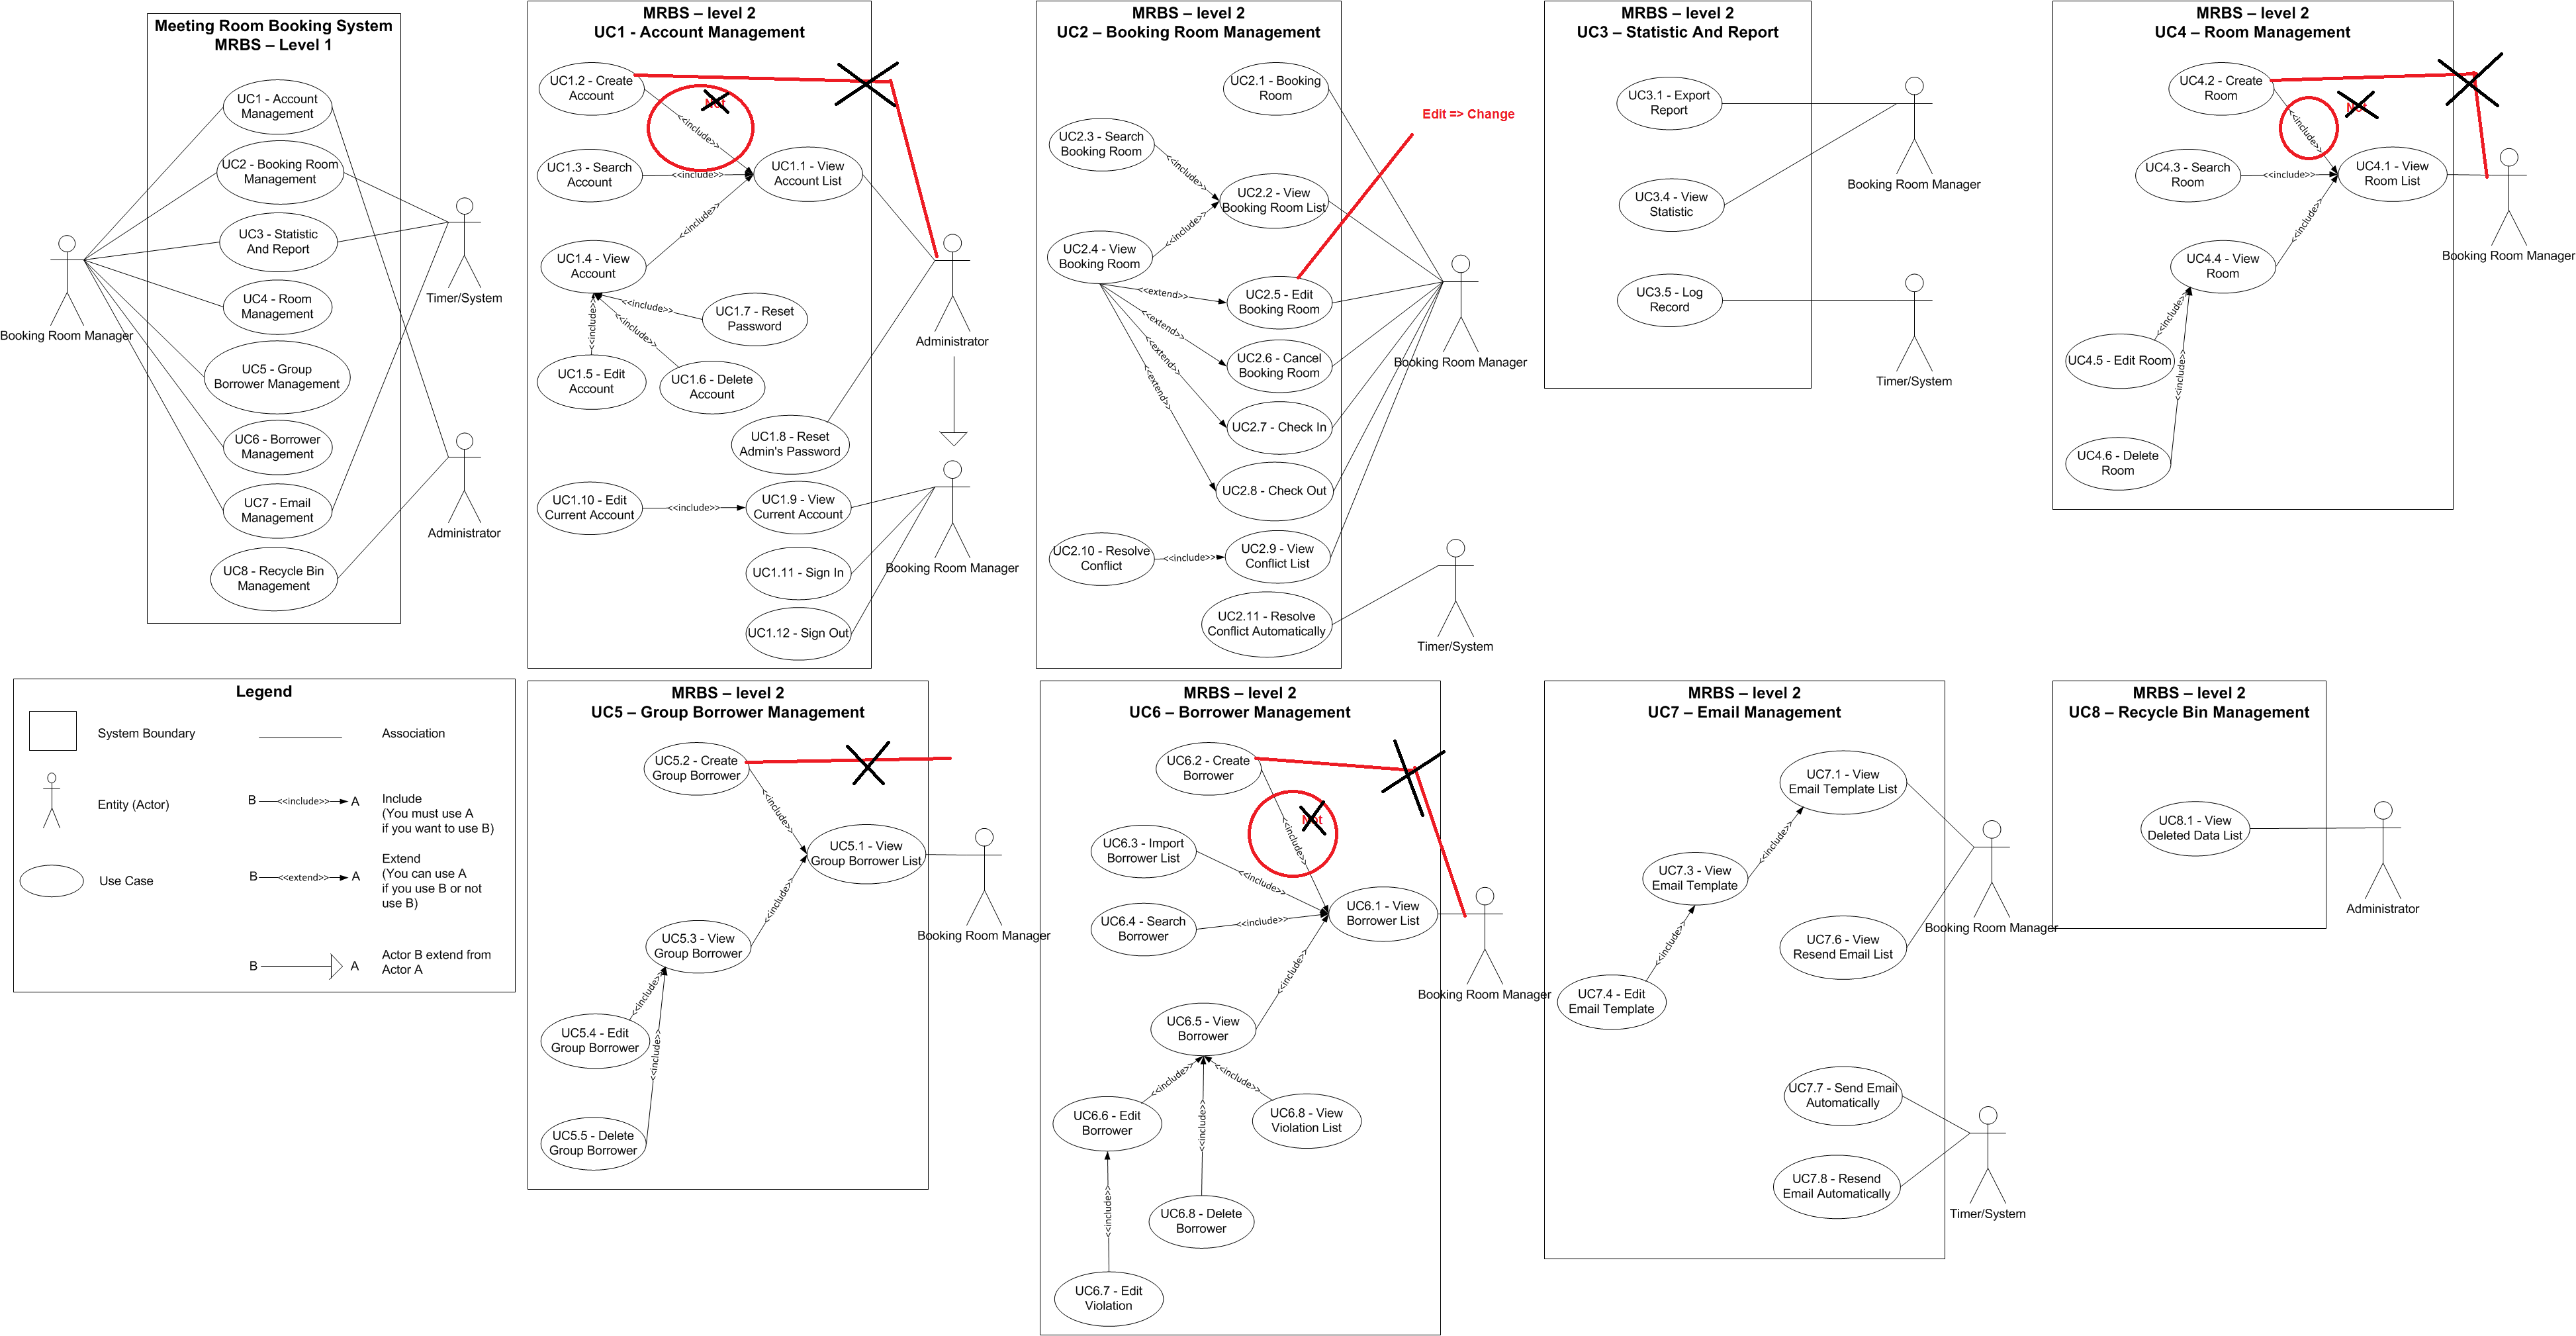 Meeting Room Booking System
MRBS – Level 1
UC1 - Account
Management
UC2 - Booking Room
Management
UC3 - Statistic
And Report
UC4 - Room
Management
UC5 - Group
Borrower Management
UC6 - Borrower
Management
UC7 - Email
Management
UC8 - Recycle Bin
Management
Booking Room Manager
Timer/System
Administrator
MRBS – level 2
UC1 - Account Management
UC1.2 - Create
Account
Not
<<include>>
UC1.3 - Search
Account
<<include>>
UC1.1 - View
Account List
<<include>>
UC1.4 - View
Account
<<include>>
<<include>>
<<include>>
UC1.7 - Reset
Password
UC1.5 - Edit
Account
UC1.6 - Delete
Account
Administrator
UC1.8 - Reset
Admin's Password
UC1.10 - Edit
Current Account
<<include>>
UC1.9 - View
Current Account
UC1.11 - Sign In
Booking Room Manager
UC1.12 - Sign Out
MRBS – level 2
UC2 – Booking Room Management
UC2.1 - Booking
Room
Edit => Change
UC2.3 - Search
Booking Room
<<include>>
UC2.2 - View
Booking Room List
<<include>>
UC2.4 - View
Booking Room
<<extend>>
UC2.5 - Edit
Booking Room
<<extend>>
<<extend>>
<<extend>>
UC2.6 - Cancel
Booking Room
Booking Room Manager
UC2.7 - Check In
UC2.8 - Check Out
UC2.10 - Resolve
Conflict
<<include>>
UC2.9 - View
Conflict List
UC2.11 - Resolve
Conflict Automatically
Timer/System
MRBS – level 2
UC3 – Statistic And Report
UC3.1 - Export
Report
UC3.4 - View
Statistic
Booking Room Manager
UC3.5 - Log
Record
Timer/System
MRBS – level 2
UC4 – Room Management
UC4.2 - Create
Room
Not
<<include>>
UC4.3 - Search
Room
<<include>>
UC4.1 - View
Room List
<<include>>
UC4.4 - View
Room
Booking Room Manager
<<include>>
UC4.5 - Edit Room
<<include>>
UC4.6 - Delete
Room
Legend
System Boundary
Association
Entity (Actor)
B
<<include>>
A
Include
(You must use A
if you want to use B)
Use Case
B
<<extend>>
A
Extend
(You can use A
if you use B or not
use B)
B
A
Actor B extend from
Actor A
MRBS – level 2
UC5 – Group Borrower Management
UC5.2 - Create
Group Borrower
<<include>>
UC5.1 - View
Group Borrower List
<<include>>
UC5.3 - View
Group Borrower
Booking Room Manager
<<include>>
UC5.4 - Edit
Group Borrower
<<include>>
UC5.5 - Delete
Group Borrower
MRBS – level 2
UC6 – Borrower Management
UC6.2 - Create
Borrower
Not
<<include>>
UC6.3 - Import
Borrower List
<<include>>
UC6.4 - Search
Borrower
<<include>>
UC6.1 - View
Borrower List
<<include>>
Booking Room Manager
UC6.5 - View
Borrower
<<include>>
<<include>>
<<include>>
UC6.6 - Edit
Borrower
UC6.8 - View
Violation List
<<include>>
UC6.8 - Delete
Borrower
UC6.7 - Edit
Violation
MRBS – level 2
UC7 – Email Management
UC7.1 - View
Email Template List
<<include>>
UC7.3 - View
Email Template
<<include>>
UC7.6 - View
Resend Email List
Booking Room Manager
UC7.4 - Edit
Email Template
UC7.7 - Send Email
Automatically
UC7.8 - Resend
Email Automatically
Timer/System
MRBS – level 2
UC8 – Recycle Bin Management
UC8.1 - View
Deleted Data List
Administrator